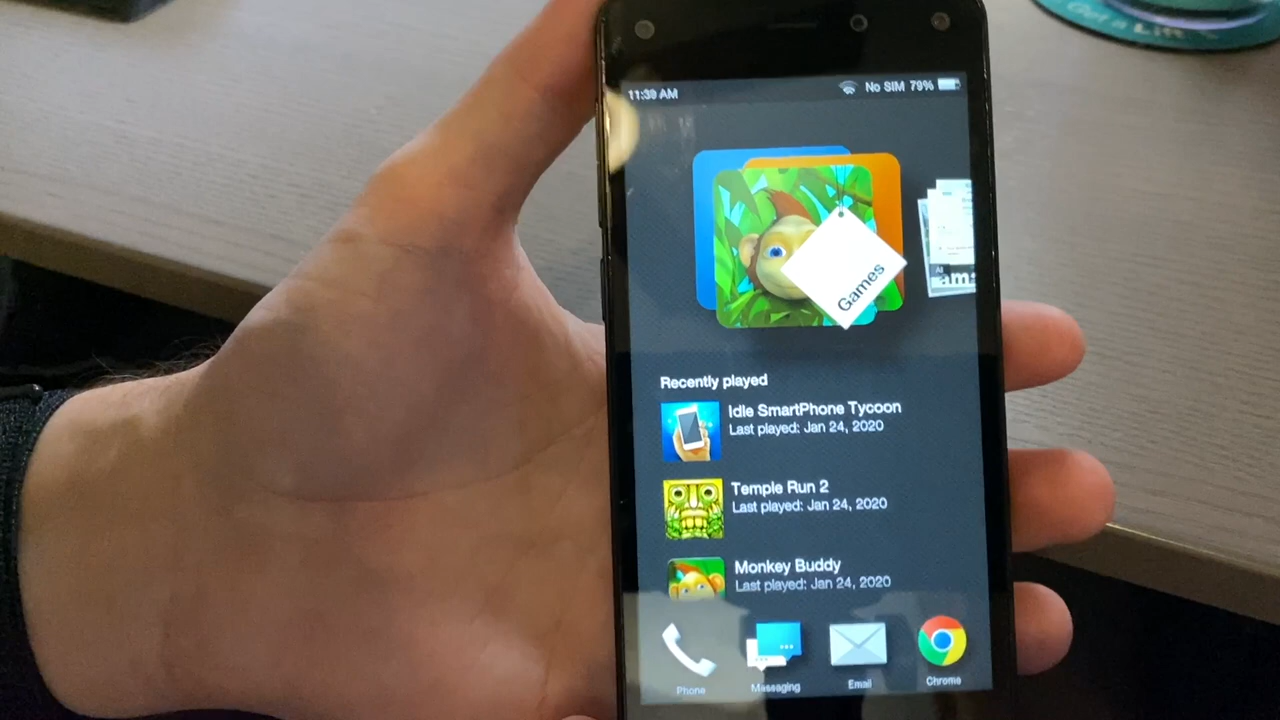 11:39 AM
No SIM 79%
Games
ama
Recently played
Idle SmartPhone Tycoon
Last played: Jan 24, 2020
Temple Run 2
Last played: Jan 24, 2020
Monkey Buddy
Last played: Jan 24, 2020
Phone
Messaging
Email
Chrome